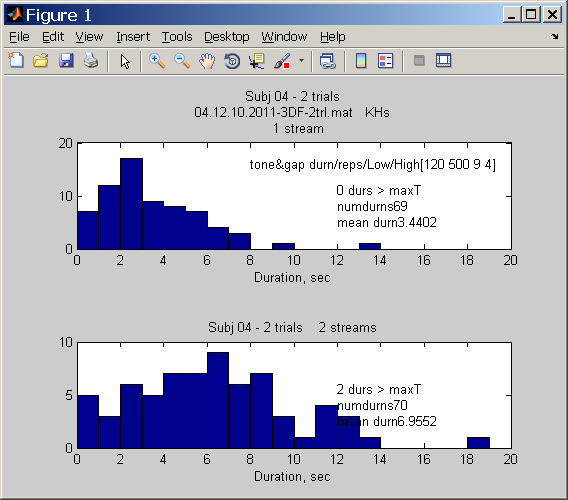 Figure 1
File Edit View Insert Tools Desktop Window Help
Subj 04 - 2 trials
04.12.10.2011-3DF-2trl.mat KHs
1 stream
20
10
0
tone&gap durn/reps/Low/High[120 500 9 4]
0 durs > maxT
numdurns69
mean durn3.4402
0 2 4 6 8 10 12 14 16 18 20
Duration, sec
Subj 04 - 2 trials 2 streams
10
5
0
2 durs > maxT
numdurns70
mean durn6.9552
0 2 4 6 8 10 12 14 16 18 20
Duration, sec